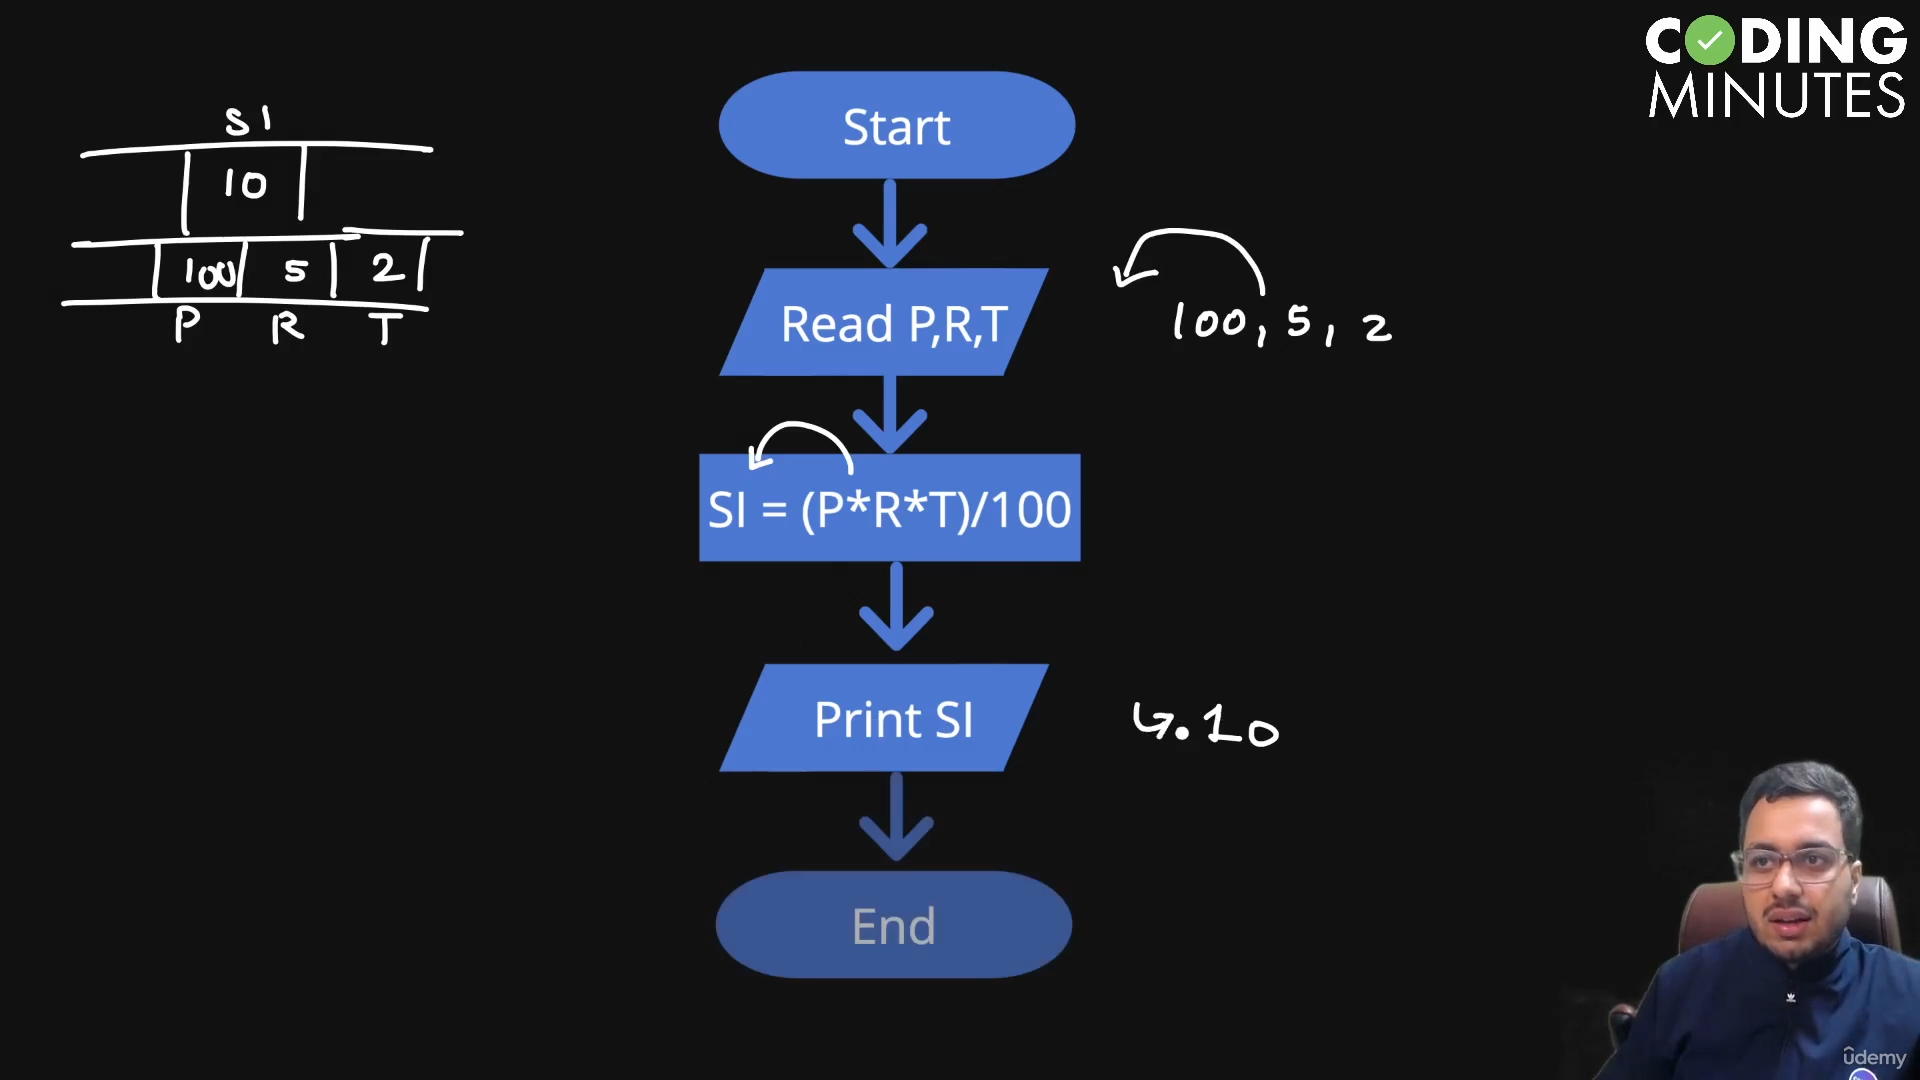 CODING
MINUTES
SI
10
100 5 2
P R T
Start
Read P,R,T
100, 5, 2
SI = (P*R*T)/100
Print SI
10
End
udemy